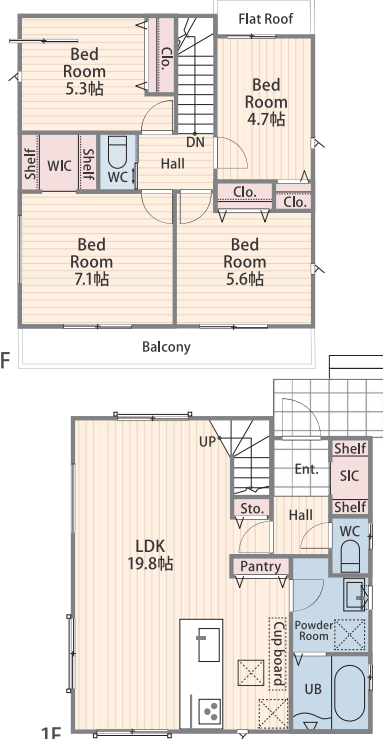 Flat Roof
Bed
Room
5.3帖
Clo.
Bed
Room
4.7帖
DN
Hall
Shelf
WIC
Shelf
WC
Clo.
Clo.
Bed
Room
7.1帖
Bed
Room
5.6帖
Balcony
F
UP
Ent.
Shelf
SIC
Shelf
Sto.
Hall
WC
LDK
19.8帖
Pantry
Powder
Room
Cup board
UB
1F